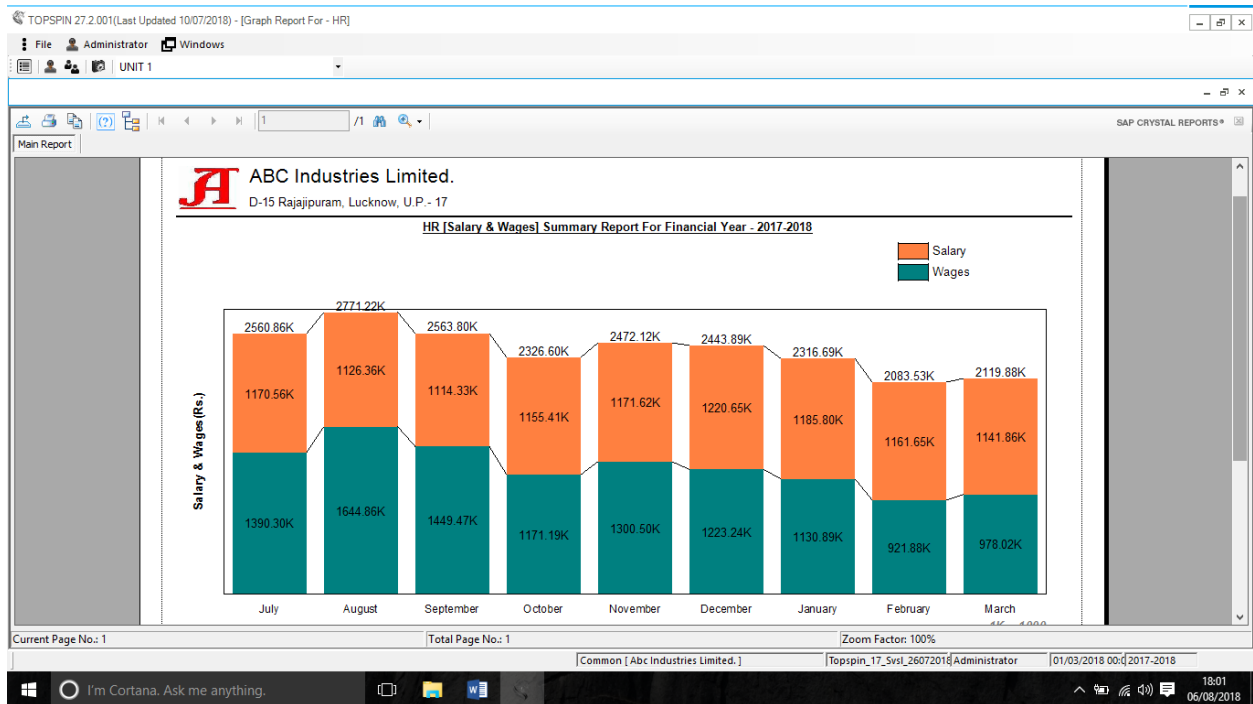 TOPSPIN 27.2.001(Last Updated 10/07/2018) - [Graph Report For - HR]
File Administrator Windows
UNIT 1
1 /1 SAP CRYSTAL REPORTS®
Main Report
ABC Industries Limited.
D-15 Rajajipuram, Lucknow, U.P.- 17
HR [Salary & Wages] Summary Report For Financial Year - 2017-2018
Salary
Wages
Salary & Wages(Rs.)
2560.86K 2771.22K 2563.80K 2326.60K 2472.12K 2443.89K 2316.69K 2083.53K 2119.88K
1170.56K 1126.36K 1114.33K 1155.41K 1171.62K 1220.65K 1185.80K 1161.65K 1141.86K
1390.30K 1644.86K 1449.47K 1171.19K 1300.50K 1223.24K 1130.89K 921.88K 978.02K
July August September October November December January February March
Current Page No.: 1 Total Page No.: 1 Zoom Factor: 100%
Common [ Abc Industries Limited. ] Topspin_17_Svsl_26072018 Administrator 01/03/2018 00: 2017-2018
I'm Cortana. Ask me anything.
18:01
06/08/2018